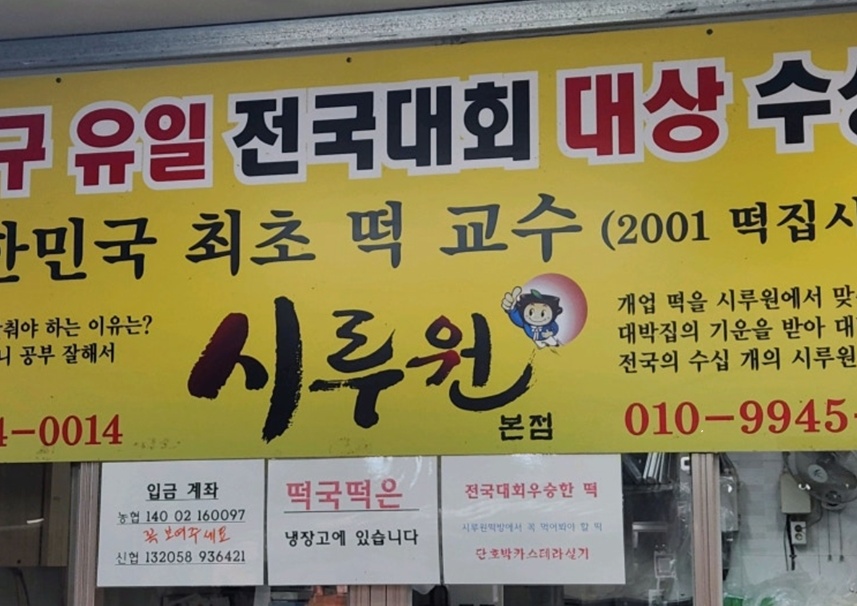 구 유일 전국대회 대상 수상
한민국 최초 떡 교수 (2001 떡집시
춰야 하는 이유는?
니 공부 잘해서
4-0014
시루원
본점
개업 떡을 시루원에서 맞
대박집의 기운을 받아 대
전국의 수십 개의 시루원
010-9945-
입금 계좌
농협 140 02 160097
꼭 보여주세요
신협 132058 936421
떡국떡은
냉장고에 있습니다
전국대회우승한 떡
시루원떡방에서 꼭 먹어봐야 할 떡
단호박카스테라설기